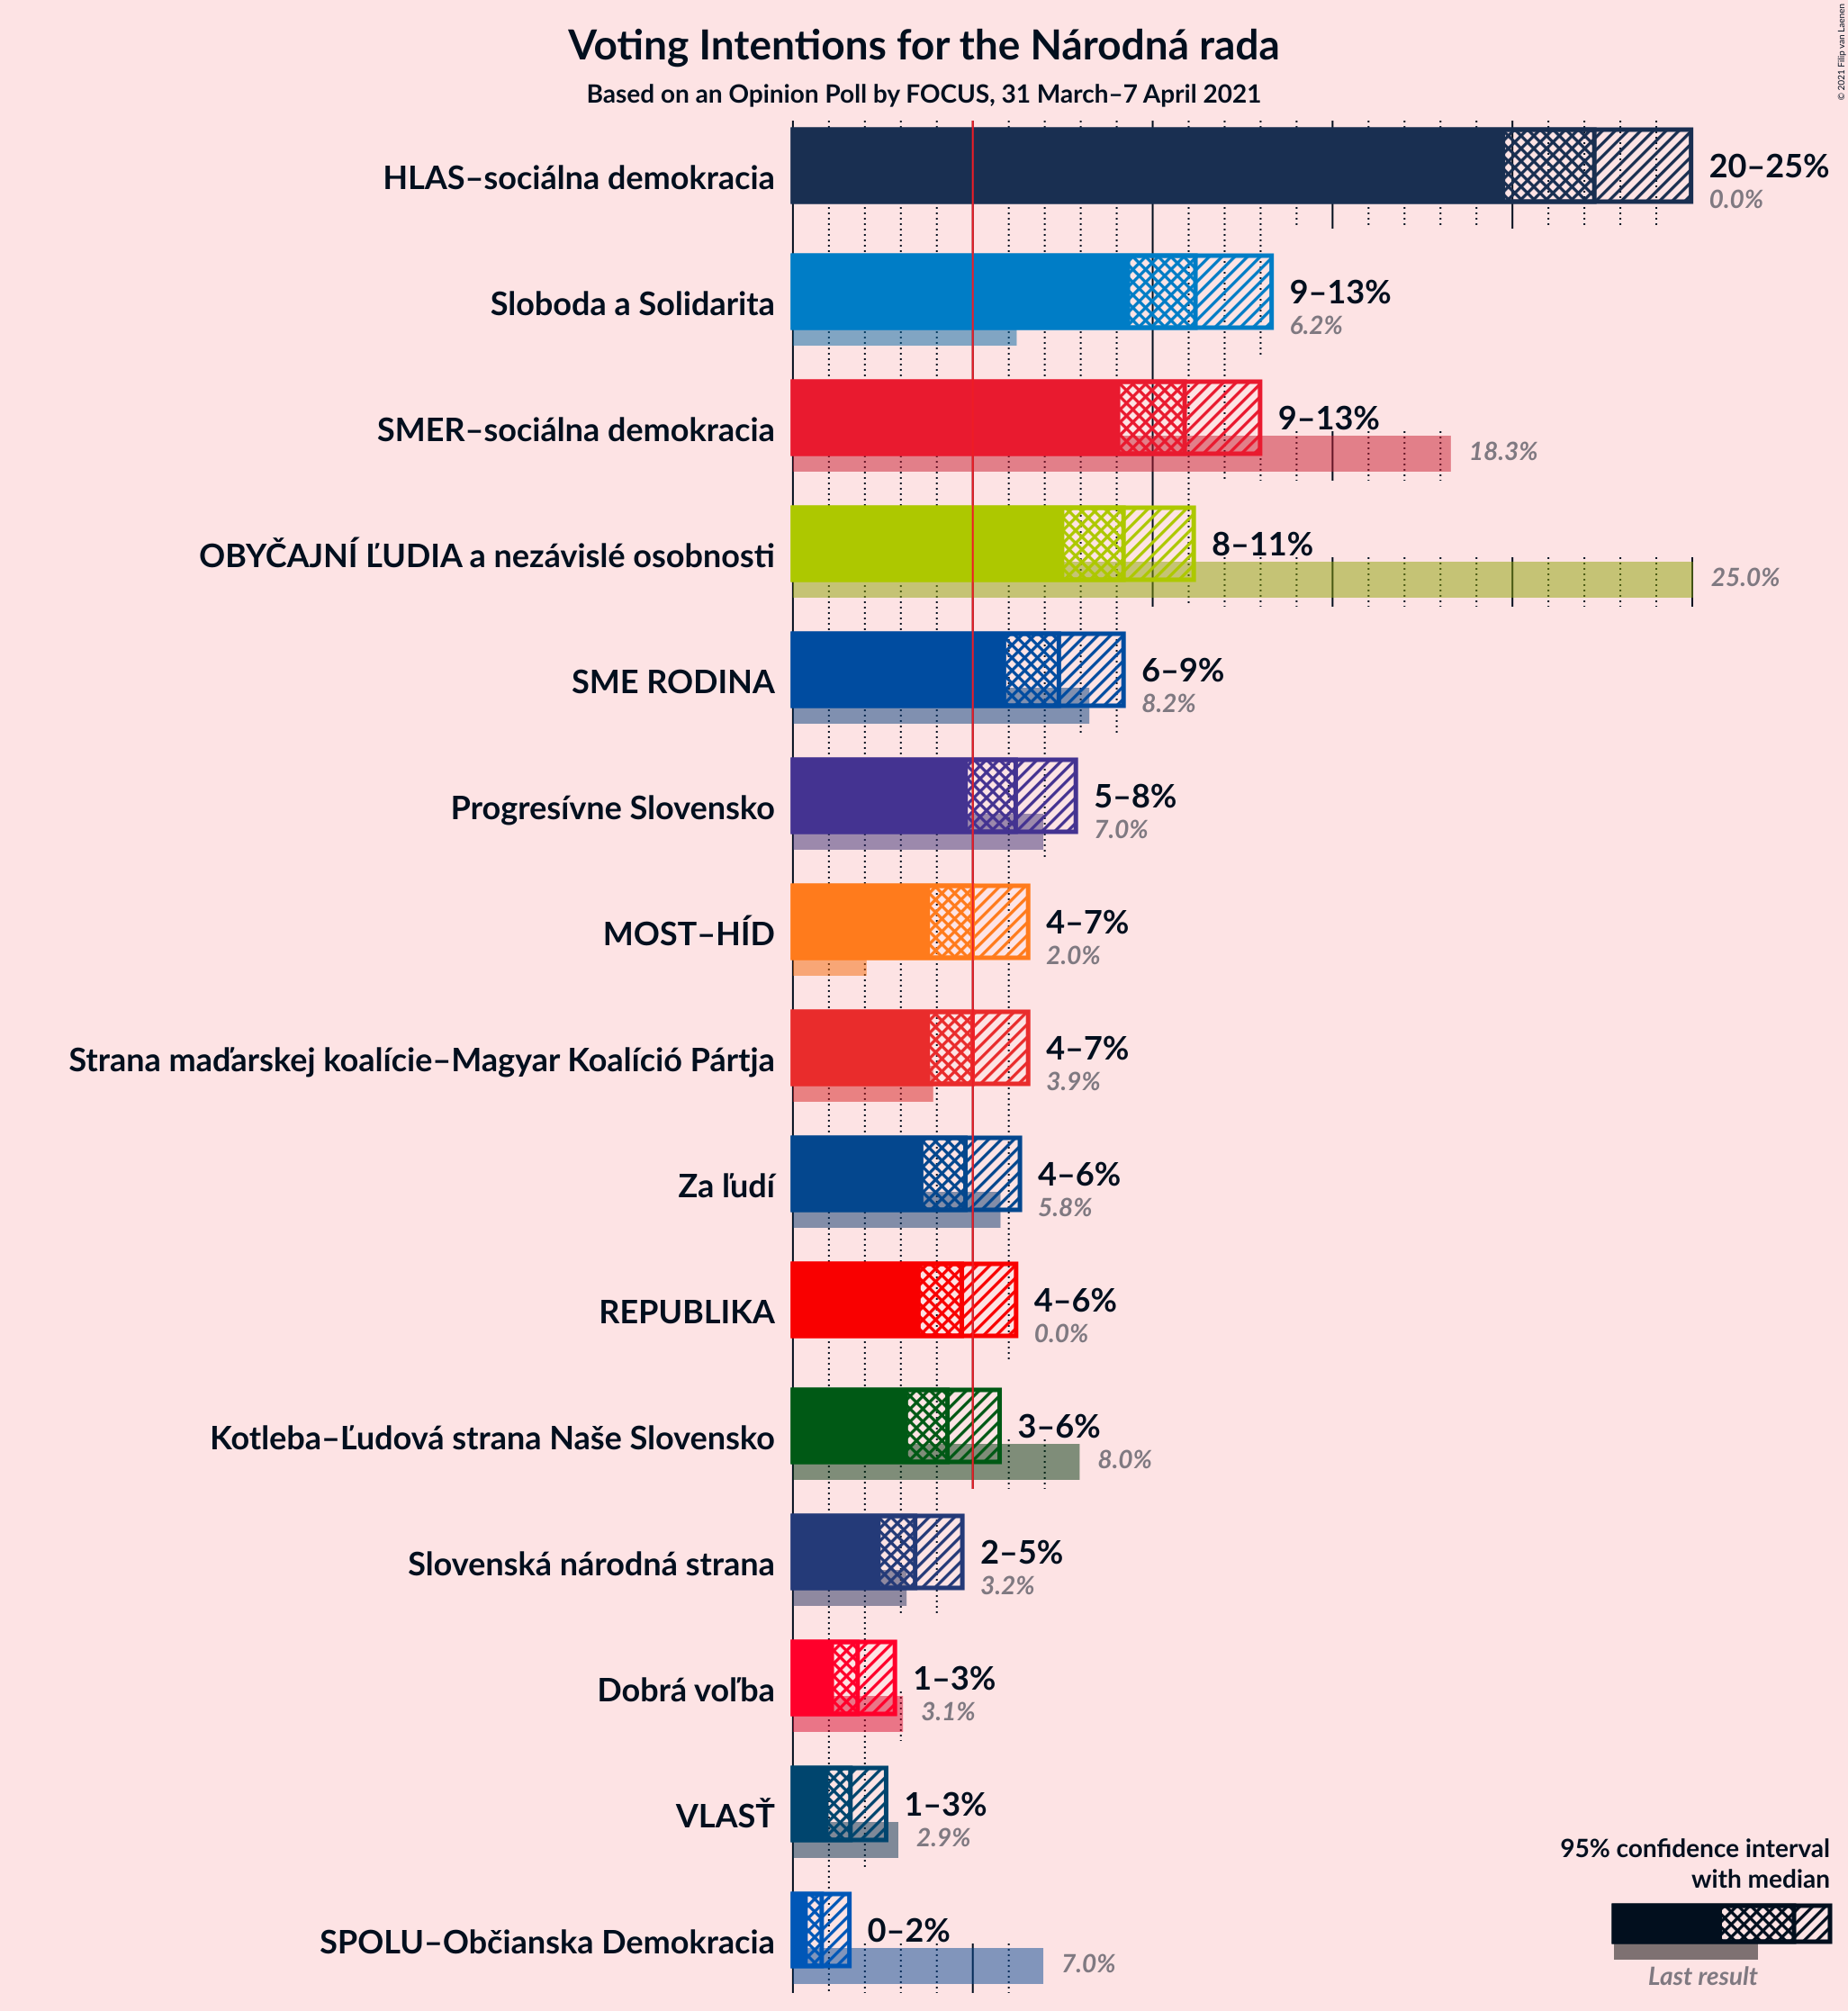 Voting Intentions for the Národná rada
Based on an Opinion Poll by FOCUS, 31 March–7 April 2021
© 2021 Filip van Laenen
HLAS–sociálna demokracia
20–25%
0.0%
Sloboda a Solidarita
9–13%
6.2%
SMER–sociálna demokracia
9–13%
18.3%
OBYČAJNÍ ĽUDIA a nezávislé osobnosti
8–11%
25.0%
SME RODINA
6–9%
8.2%
Progresívne Slovensko
5–8%
7.0%
MOST–HÍD
4–7%
2.0%
Strana maďarskej koalície–Magyar Koalíció Pártja
4–7%
3.9%
Za ľudí
4–6%
5.8%
REPUBLIKA
4–6%
0.0%
Kotleba–Ľudová strana Naše Slovensko
3–6%
8.0%
Slovenská národná strana
2–5%
3.2%
Dobrá voľba
1–3%
3.1%
VLASŤ
1–3%
2.9%
SPOLU–Občianska Demokracia
0–2%
7.0%
95% confidence interval
with median
Last result